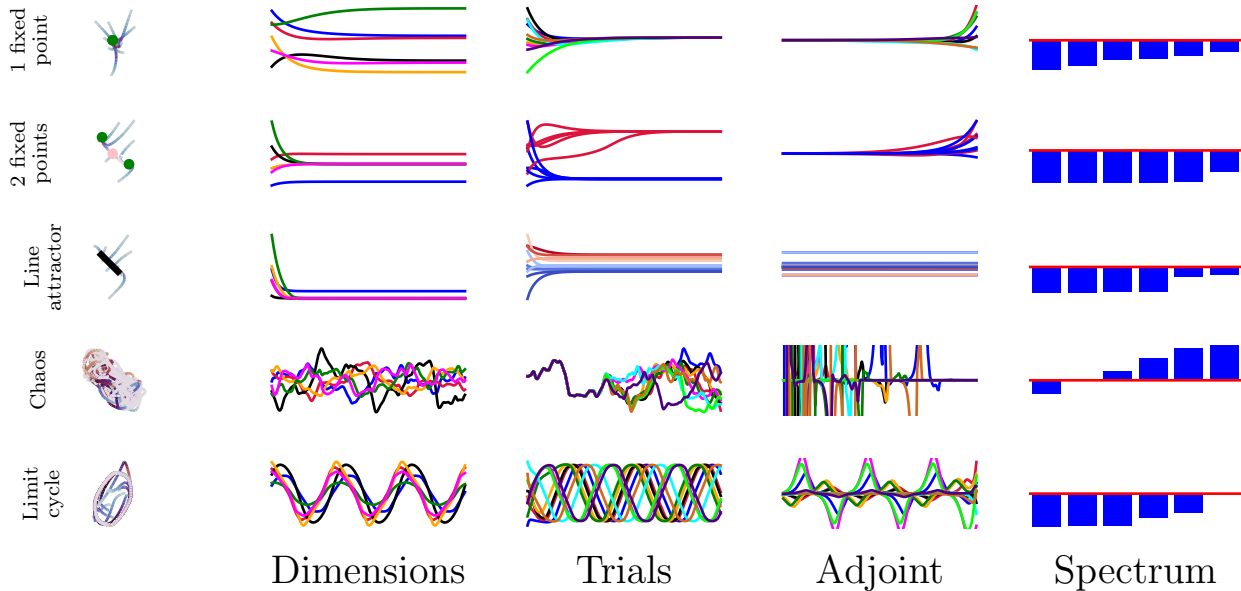 1 fixed
point
2 fixed
points
Line
attractor
Chaos
Limit
cycle
Dimensions
Trials
Adjoint
Spectrum